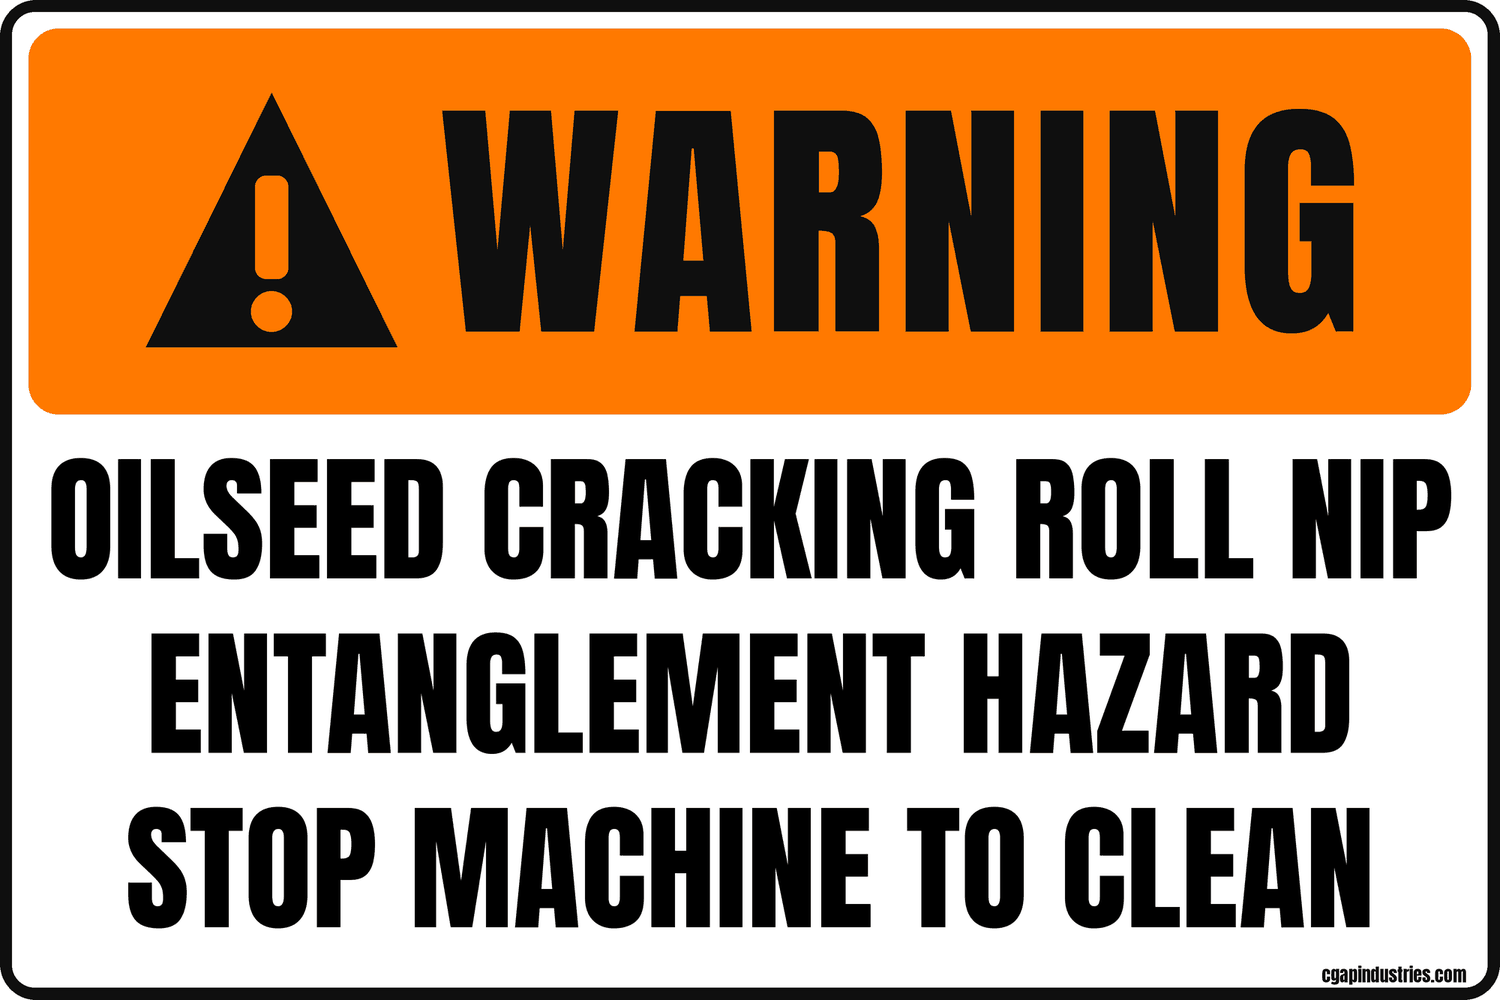 WARNING
OILSEED CRACKING ROLL NIP
ENTANGLEMENT HAZARD
STOP MACHINE TO CLEAN
cgapindustries.com